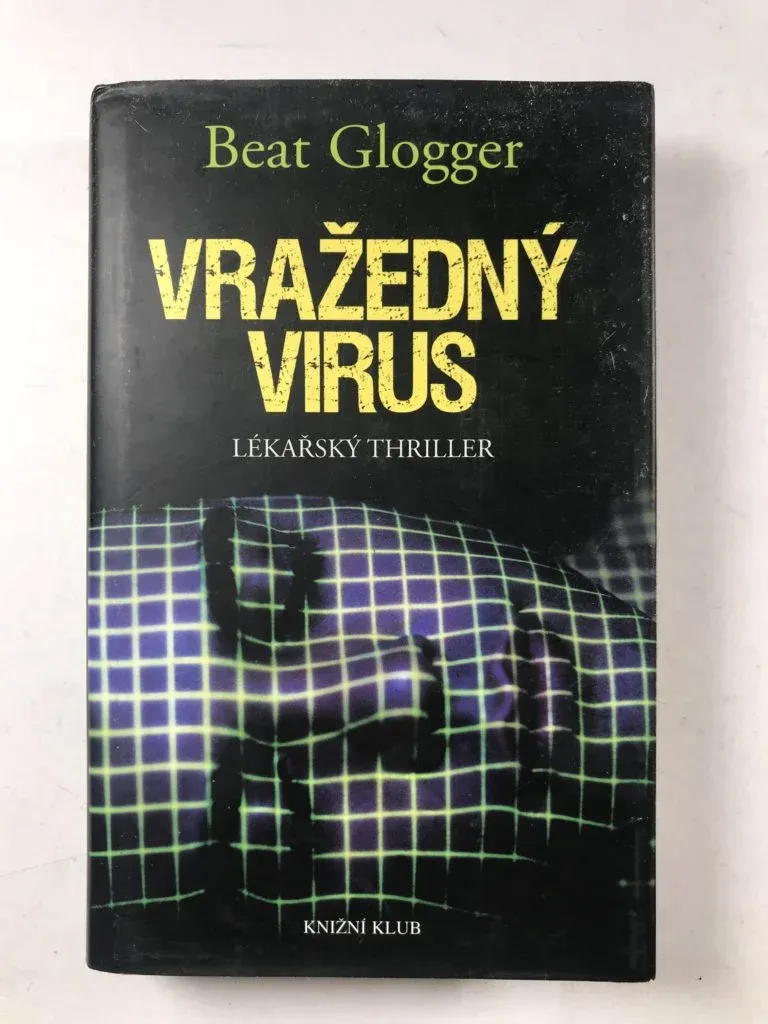 Beat Glogger
VRAŽEDNÝ
VIRUS
LÉKAŘSKÝ THRILLER
KNIŽNÍ KLUB